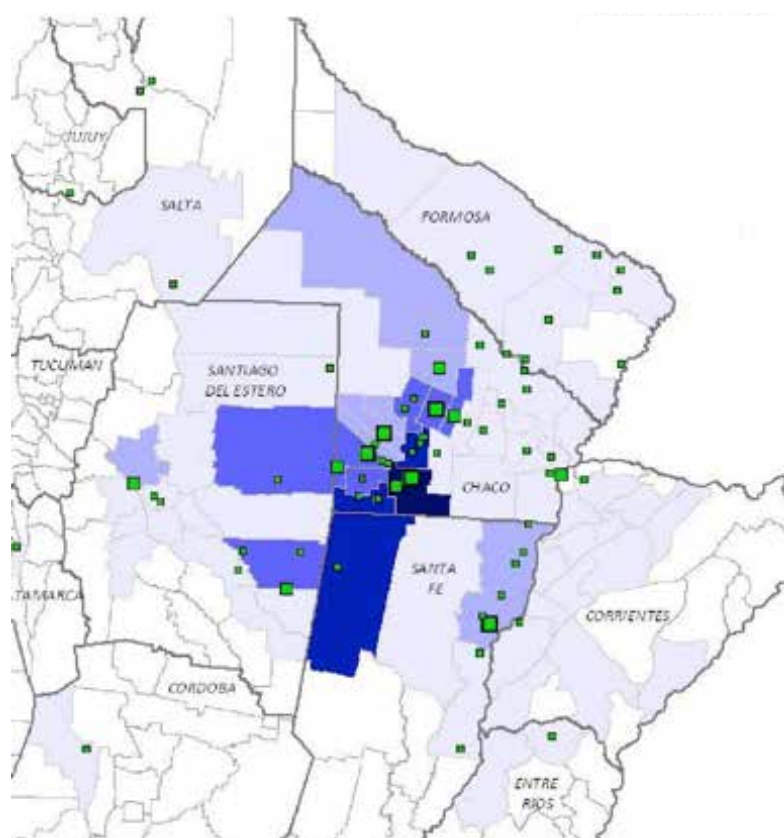 JUJUY
SALTA
FORMOSA
TUCUMAN
SANTIAGO
DEL ESTERO
CHACO
SANTA
FE
TAMARCA
CORRIENTES
CORDOBA
ENTRE
RIOS